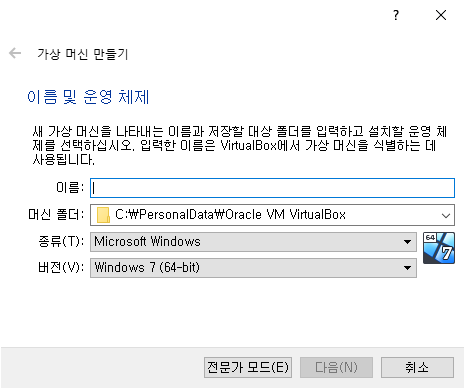 ?
가상 머신 만들기
이름 및 운영 체제
새 가상 머신을 나타내는 이름과 저장할 대상 폴더를 입력하고 설치할 운영 체
제를 선택하십시오. 입력한 이름은 VirtualBox에서 가상 머신을 식별하는 데
사용됩니다.
이름:
머신 폴더: C:₩PersonalData₩Oracle VM VirtualBox
종류(T): Microsoft Windows
64
7
버전(V): Windows 7 (64-bit)
전문가 모드(E) 다음(N) 취소